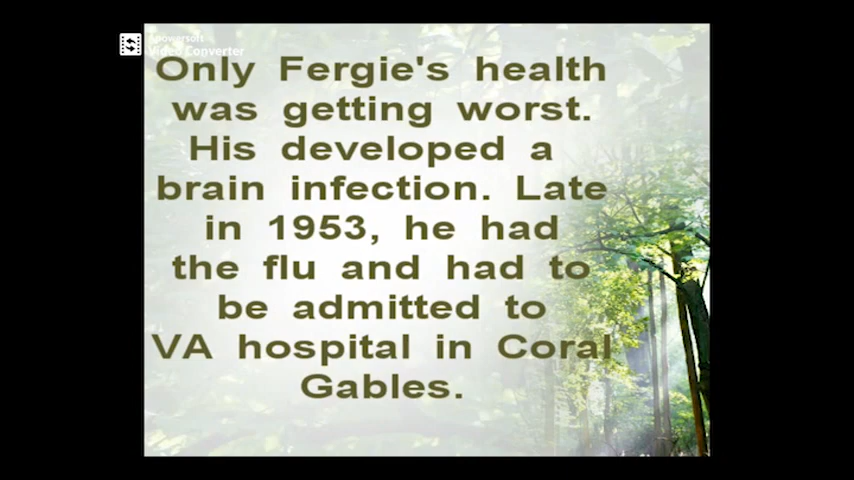 Apowersoft
Video Converter
Only Fergie's health
was getting worst.
His developed a
brain infection. Late
in 1953, he had
the flu and had to
be admitted to
VA hospital in Coral
Gables.